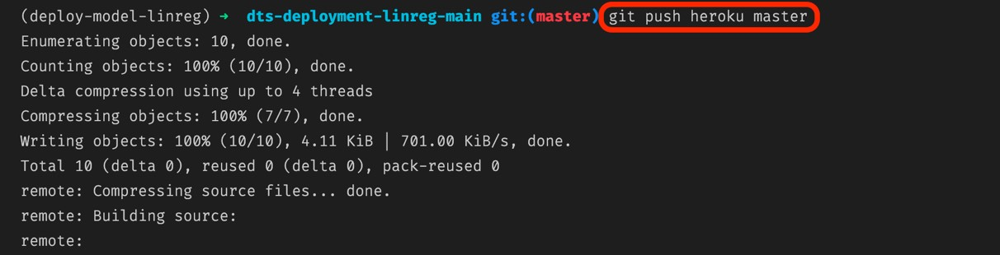 (deploy-model-linreg) → dts-deployment-linreg-main git:(master) git push heroku master
Enumerating objects: 10, done.
Counting objects: 100% (10/10), done.
Delta compression using up to 4 threads
Compressing objects: 100% (7/7), done.
Writing objects: 100% (10/10), 4.11 KiB | 701.00 KiB/s, done.
Total 10 (delta 0), reused 0 (delta 0), pack-reused 0
remote: Compressing source files... done.
remote: Building source:
remote: